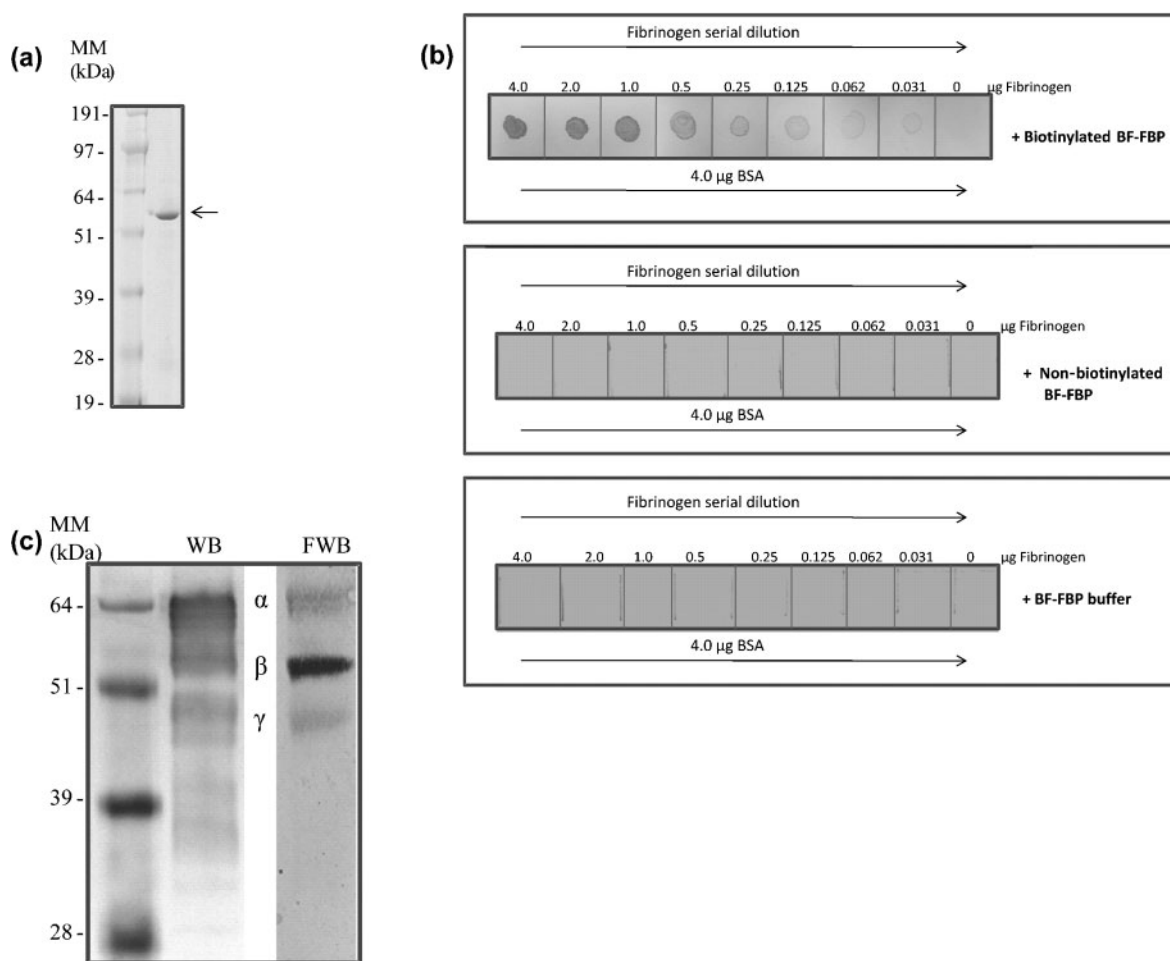 (a)
MM
(kDa)
191-
97-
64-
51-
39-
28-
19-
(b)
Fibrinogen serial dilution
4.0 2.0 1.0 0.5 0.25 0.125 0.062 0.031 0 µg Fibrinogen
+ Biotinylated BF-FBP
4.0 µg BSA
Fibrinogen serial dilution
4.0 2.0 1.0 0.5 0.25 0.125 0.062 0.031 0 µg Fibrinogen
+ Non-biotinylated
BF-FBP
4.0 µg BSA
Fibrinogen serial dilution
4.0 2.0 1.0 0.5 0.25 0.125 0.062 0.031 0 µg Fibrinogen
+ BF-FBP buffer
4.0 µg BSA
(c)
MM
(kDa)
WB FWB
64 - α
β
51 -
γ
39 -
28 -